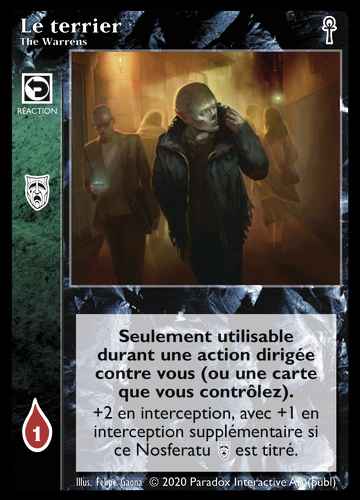 Le terrier
The Warrens
REACTION
Seulement utilisable
durant une action dirigée
contre vous (ou une carte
que vous contrôlez).
+2 en interception, avec +1 en
interception supplémentaire si
ce Nosferatu est titré.
1
Illus. Felipe Gaona © 2020 Paradox Interactive AB (publ)